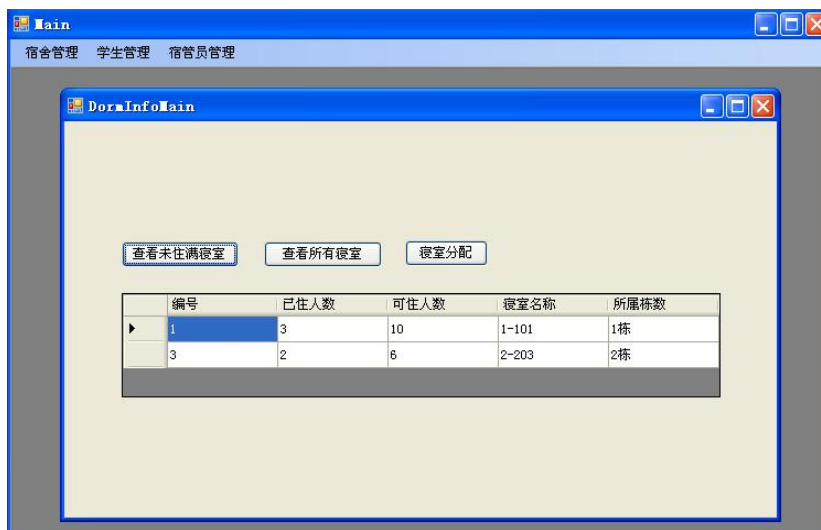 Main
宿舍管理 学生管理 宿管员管理
DormInfoMain
查看未住满寝室 查看所有寝室 寝室分配
编号 已住人数 可住人数 寝室名称 所属栋数
1 3 10 1-101 1栋
3 2 6 2-203 2栋